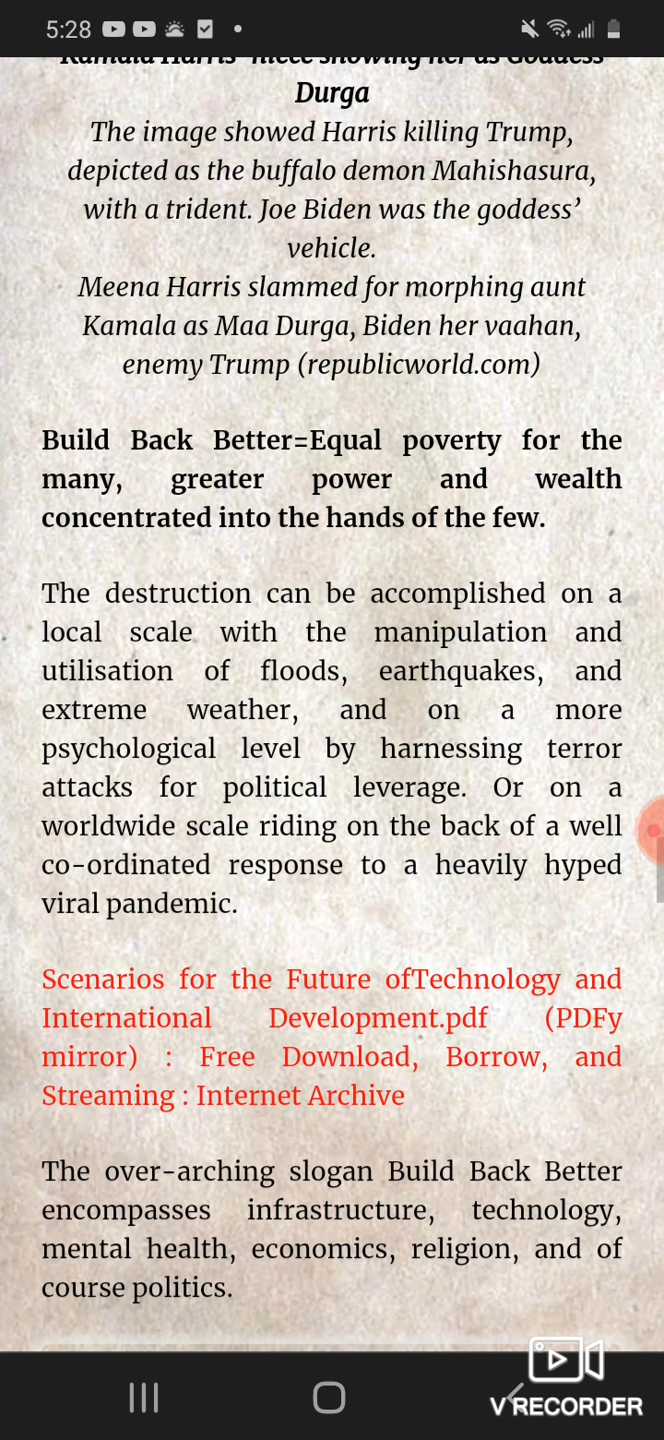 5:28
Kamala Harris' niece showing her as Goddess
Durga
The image showed Harris killing Trump,
depicted as the buffalo demon Mahishasura,
with a trident. Joe Biden was the goddess’
vehicle.
Meena Harris slammed for morphing aunt
Kamala as Maa Durga, Biden her vaahan,
enemy Trump (republicworld.com)
Build Back Better=Equal poverty for the
many, greater power and wealth
concentrated into the hands of the few.
The destruction can be accomplished on a
local scale with the manipulation and
utilisation of floods, earthquakes, and
extreme weather, and on a more
psychological level by harnessing terror
attacks for political leverage. Or on a
worldwide scale riding on the back of a well
co-ordinated response to a heavily hyped
viral pandemic.
Scenarios for the Future ofTechnology and
International Development.pdf (PDFy
mirror) : Free Download, Borrow, and
Streaming : Internet Archive
The over-arching slogan Build Back Better
encompasses infrastructure, technology,
mental health, economics, religion, and of
course politics.
V RECORDER